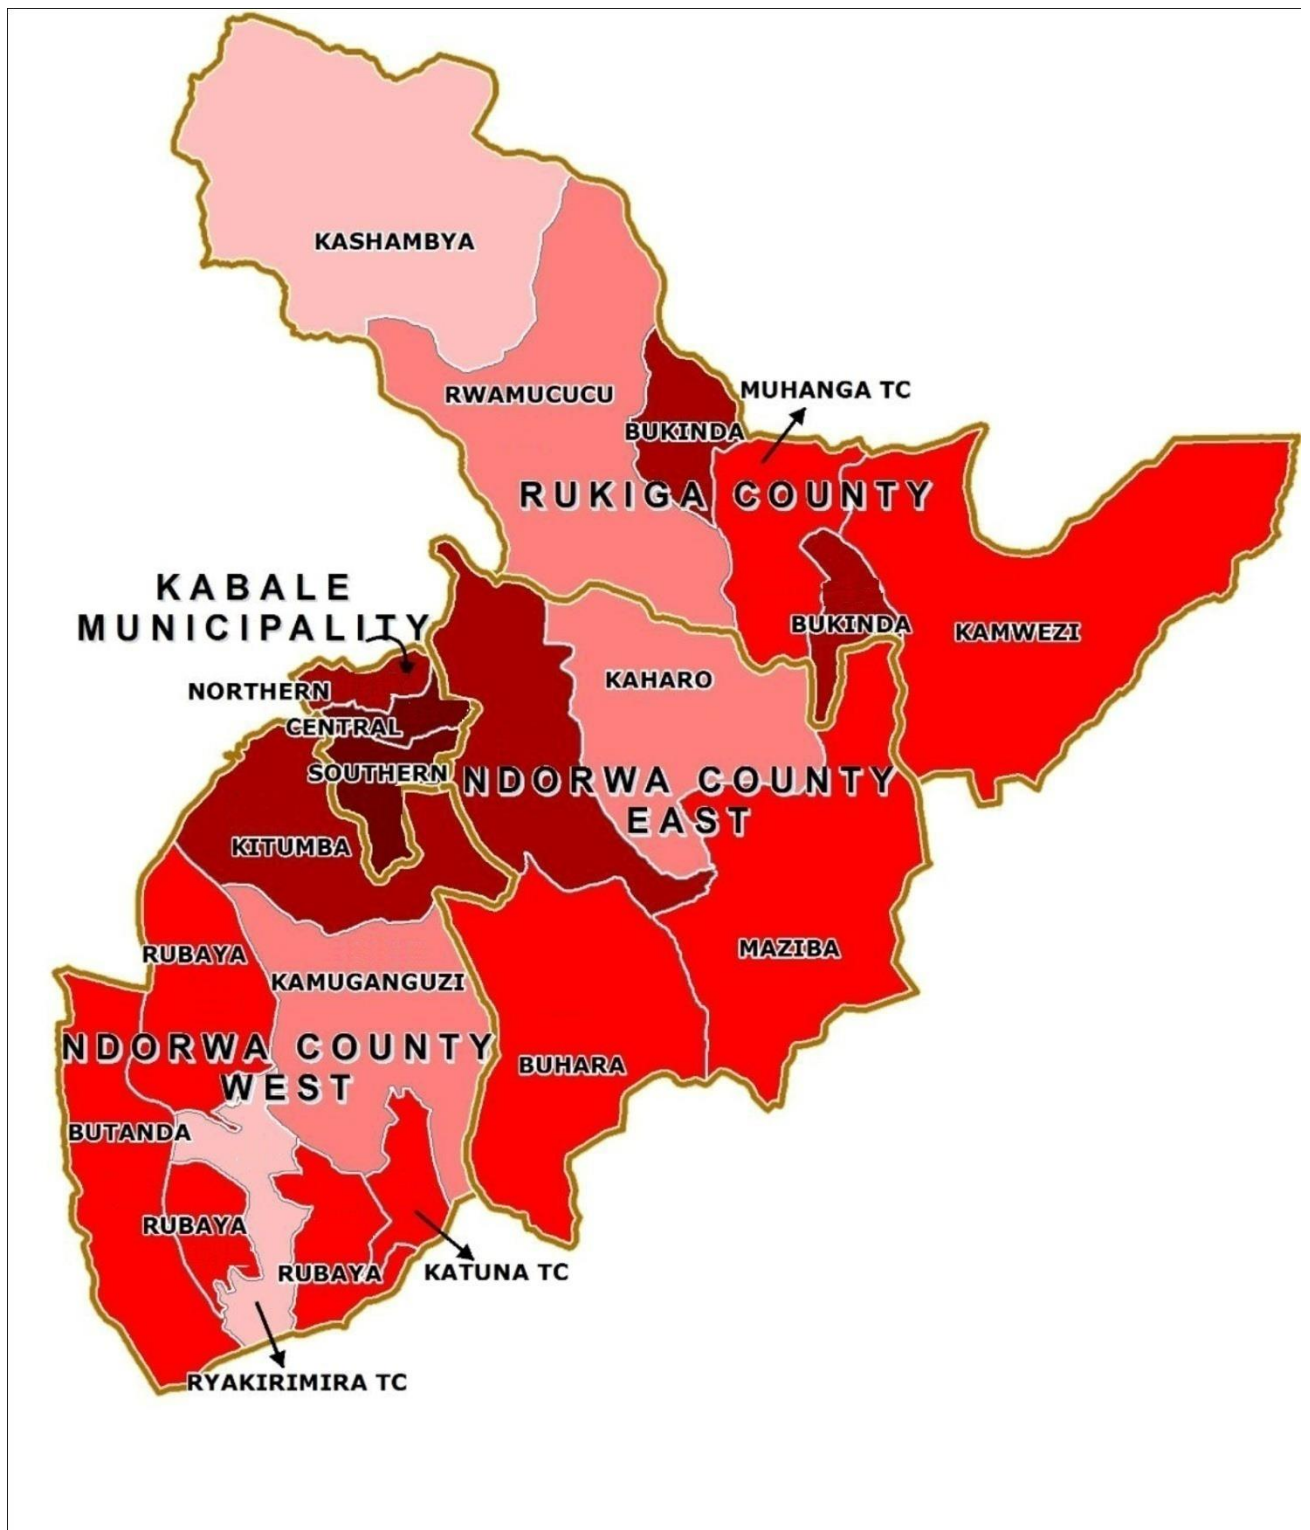 KASHAMBYA
RWAMUCUCU
MUHANGA TC
BUKINDA
RUKIGA COUNTY
KABALE
MUNICIPALITY
BUKINDA
KAMWEZI
KAHARO
NORTHERN
CENTRAL
SOUTHERN
NDORWA COUNTY
EAST
KITUMBA
RUBAYA
MAZIBA
KAMUGANGUZI
NDORWA COUNTY
WEST
BUHARA
BUTANDA
RUBAYA
RUBAYA
KATUNA TC
RYAKIRIMIRA TC